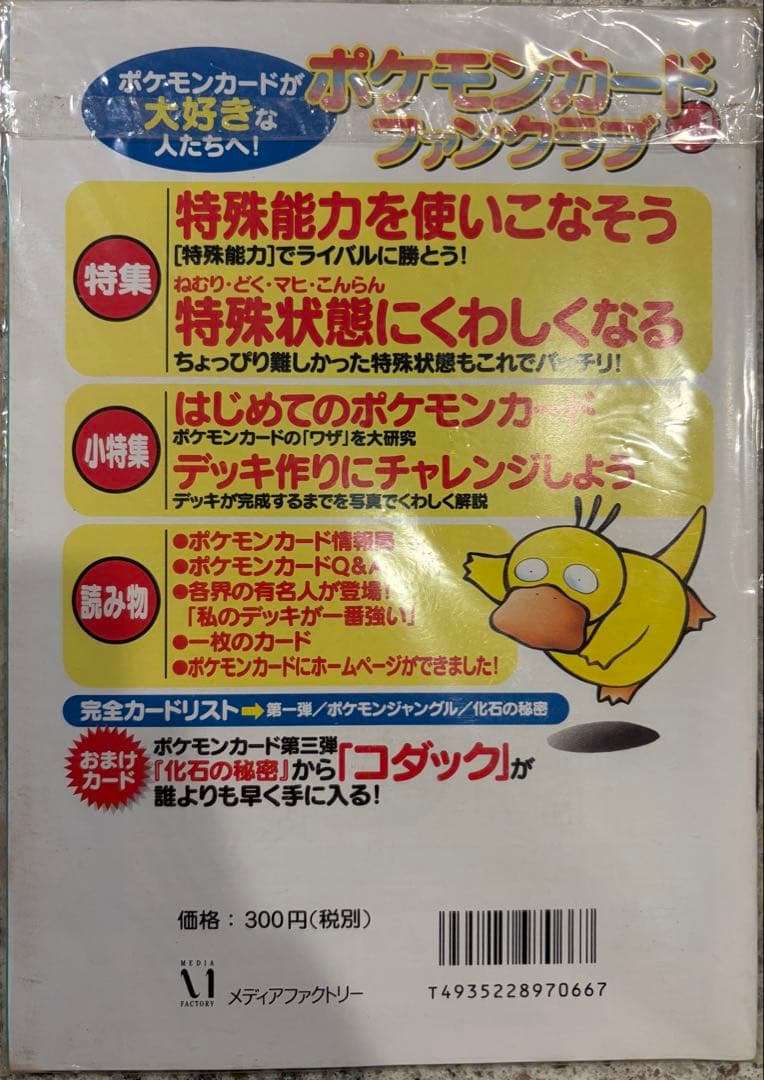 ポケモンカードが
大好きな
人たちへ！
ポケモンカード
ファンクラブ
特集
特殊能力を使いこなそう
［特殊能力］でライバルに勝とう！
ねむり・どく・マヒ・こんらん
特殊状態にくわしくなる
ちょっぴり難しかった特殊状態もこれでバッチリ！
小特集
はじめてのポケモンカード
ポケモンカードの「ワザ」を大研究
デッキ作りにチャレンジしよう
デッキが完成するまでを写真でくわしく解説
読み物
●ポケモンカード情報局
●ポケモンカードQ&A
●各界の有名人が登場！
「私のデッキが一番強い」
●一枚のカード
●ポケモンカードにホームページができました！
完全カードリスト➡第一弾／ポケモンジャングル／化石の秘密
おまけ
カード
ポケモンカード第三弾
『化石の秘密』から「コダック」が
誰よりも早く手に入る！
価格：300円（税別）
MEDIA
FACTORY
メディアファクトリー
T4935228970667